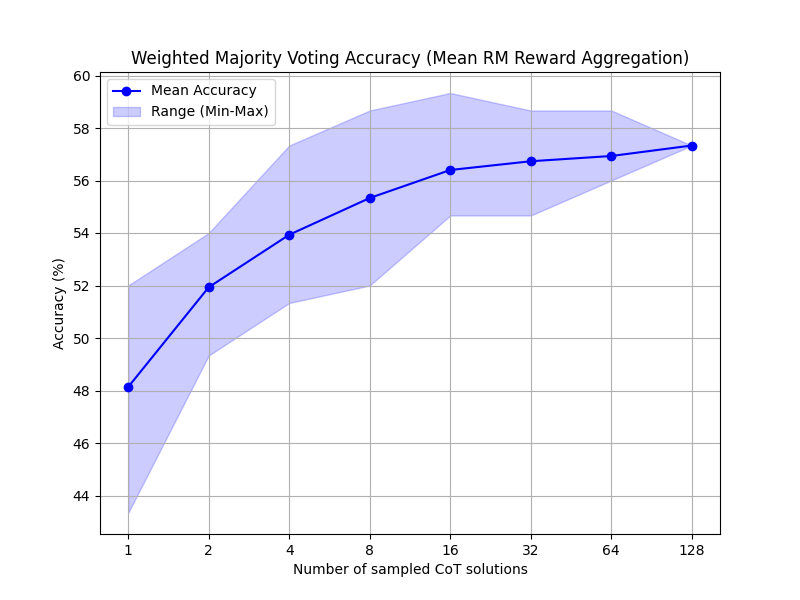 Weighted Majority Voting Accuracy (Mean RM Reward Aggregation)
Mean Accuracy
Range (Min-Max)
60
58
56
54
52
50
48
46
44
Accuracy (%)
1 2 4 8 16 32 64 128
Number of sampled CoT solutions